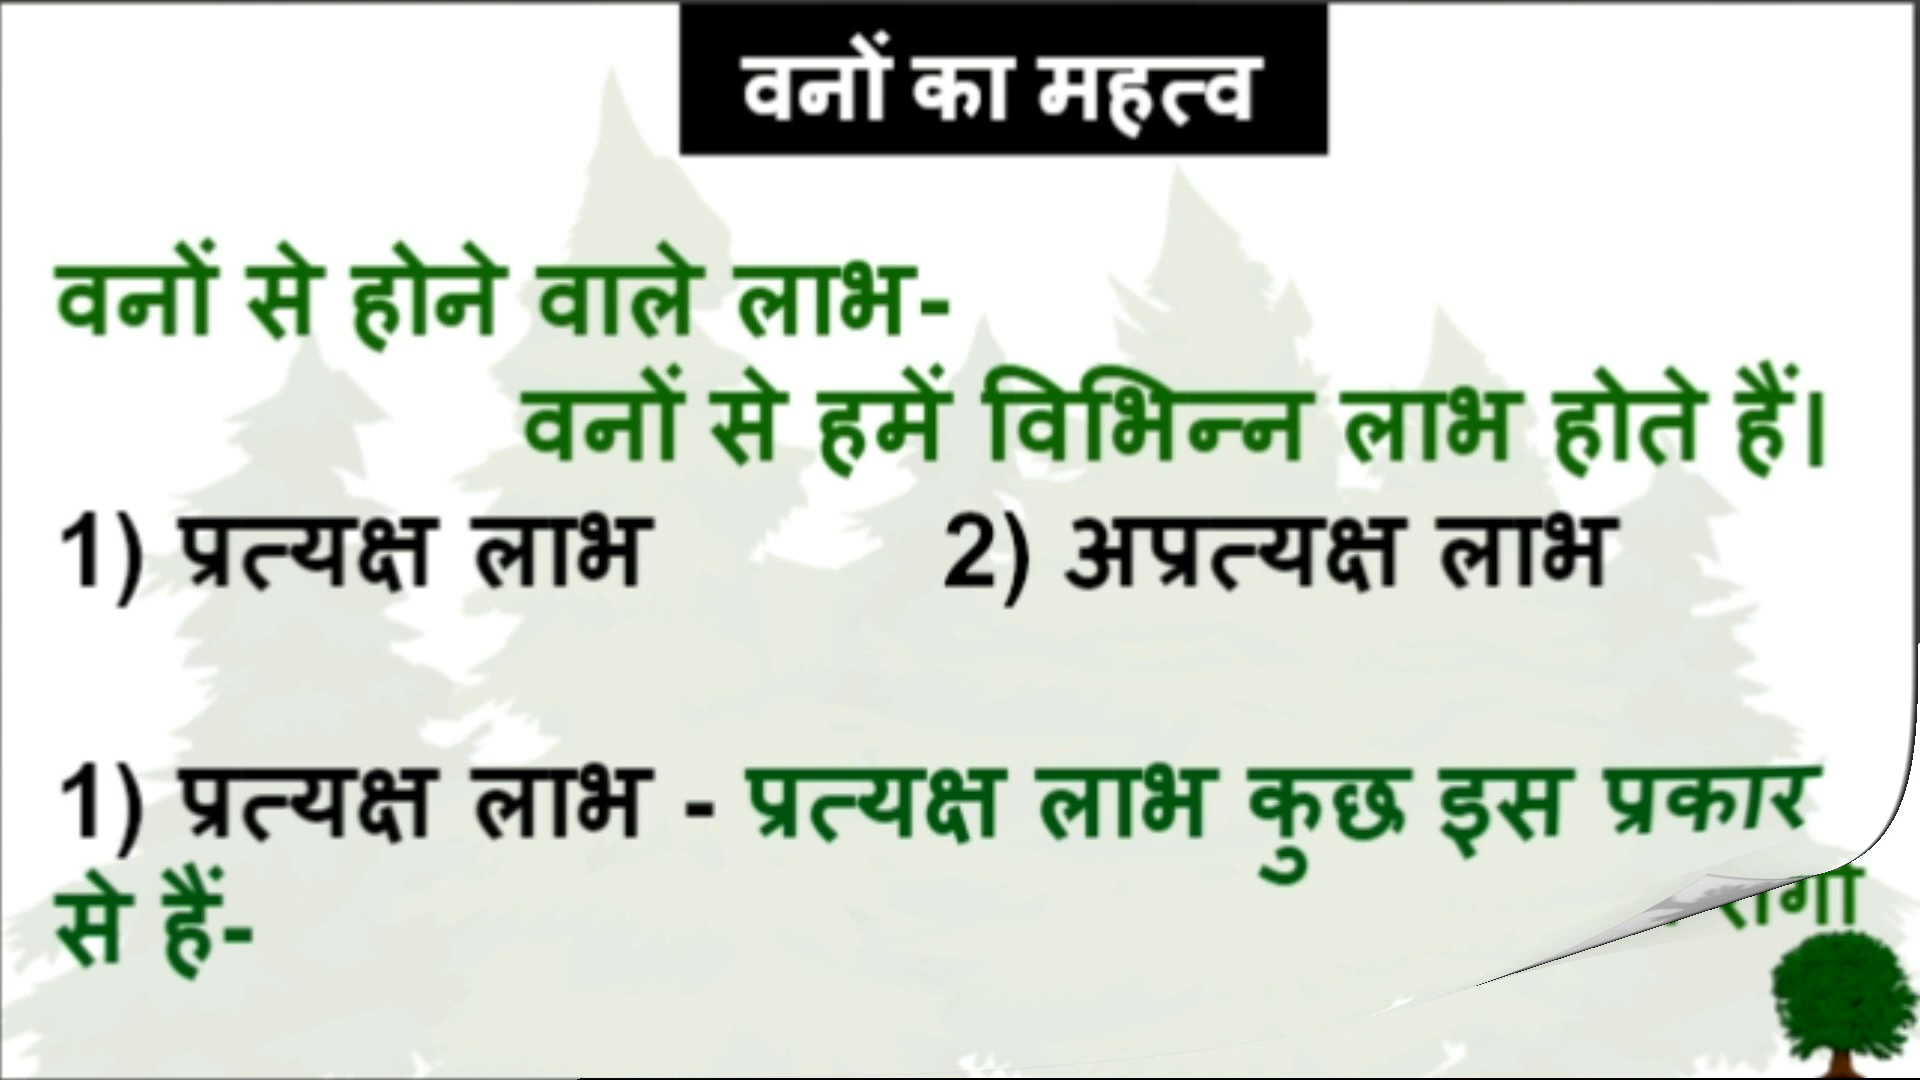 वनों का महत्व
वनों से होने वाले लाभ-
वनों से हमें विभिन्न लाभ होते हैं।
1) प्रत्यक्ष लाभ 2) अप्रत्यक्ष लाभ
1) प्रत्यक्ष लाभ - प्रत्यक्ष लाभ कुछ इस प्रकार
से हैं-